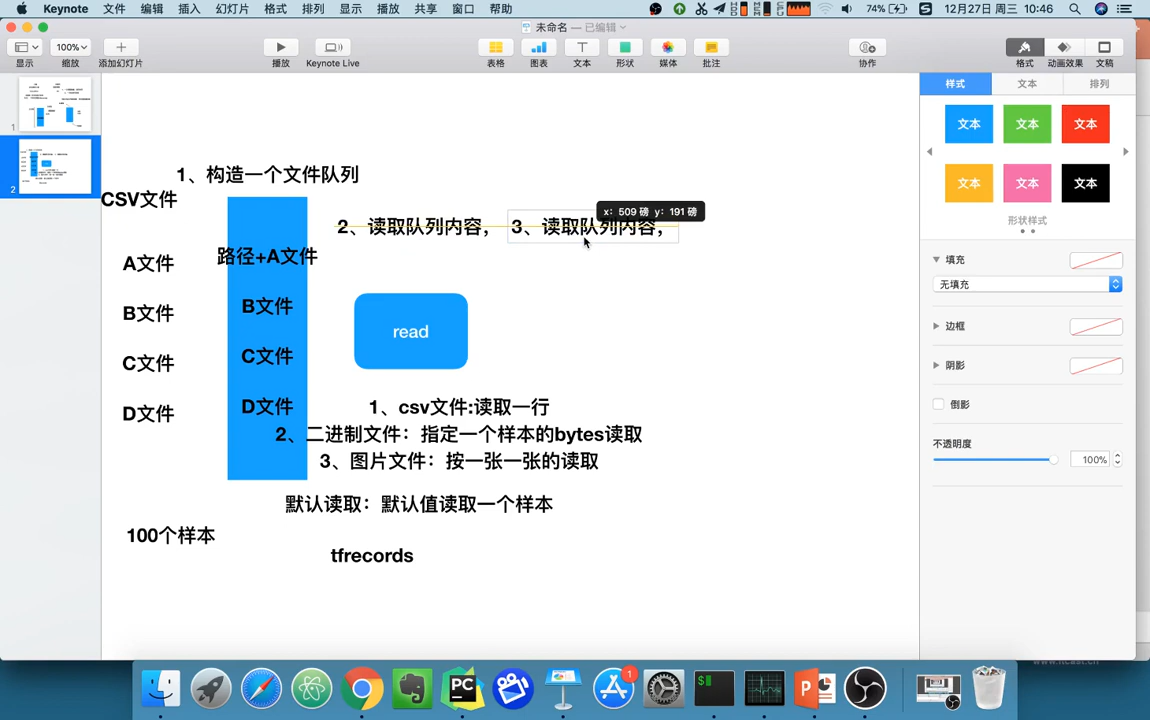 Keynote 文件 编辑 插入 幻灯片 格式 排列 显示 播放 共享 窗口 帮助
74% 12月27日 周三 10:46
未命名 — 已编辑
100%
显示 缩放 添加幻灯片 播放 Keynote Live 表格 图表 文本 形状 媒体 批注 协作 格式 动画效果 文稿
样式 文本 排列
1
2
1、构造一个文件队列
CSV文件
A文件
B文件
C文件
D文件
100个样本
路径+A文件
B文件
C文件
D文件
2、读取队列内容，
3、读取队列内容，
x: 509 磅 y: 191 磅
read
1、csv文件:读取一行
2、二进制文件：指定一个样本的bytes读取
3、图片文件：按一张一张的读取
默认读取：默认值读取一个样本
tfrecords
文本 文本 文本
文本 文本 文本
形状样式
填充
无填充
边框
阴影
倒影
不透明度
100%
www.itcast.cn
PC
1
$
P